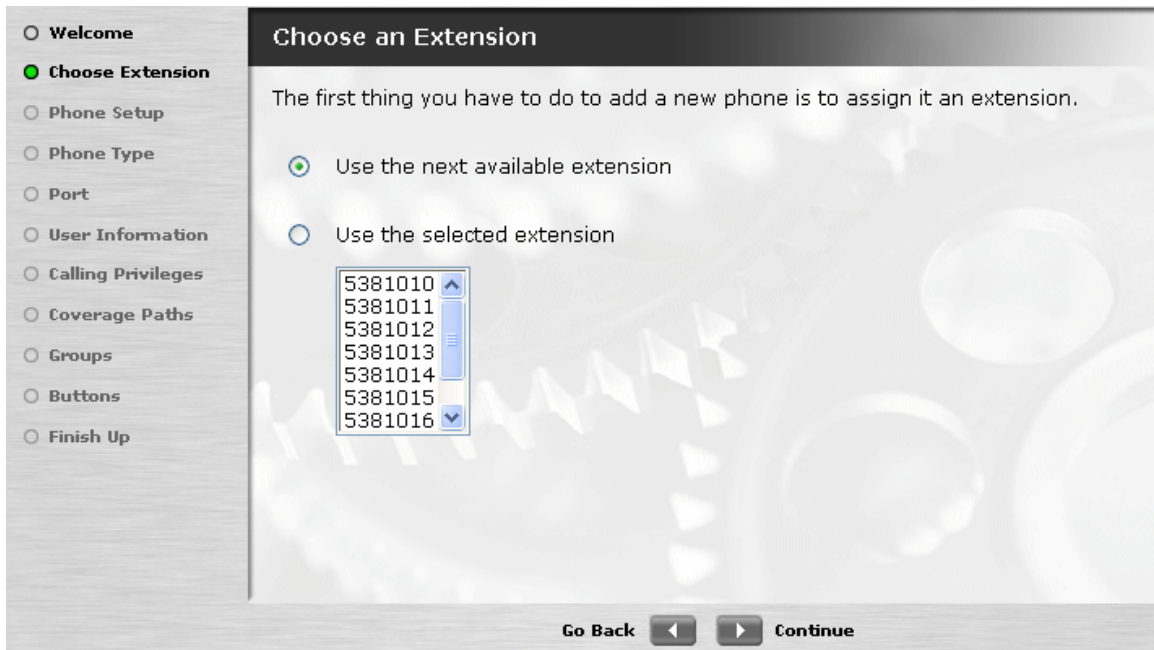 Welcome
Choose Extension
Phone Setup
Phone Type
Port
User Information
Calling Privileges
Coverage Paths
Groups
Buttons
Finish Up
Choose an Extension
The first thing you have to do to add a new phone is to assign it an extension.
Use the next available extension
Use the selected extension
5381010
5381011
5381012
5381013
5381014
5381015
5381016
Go Back
Continue